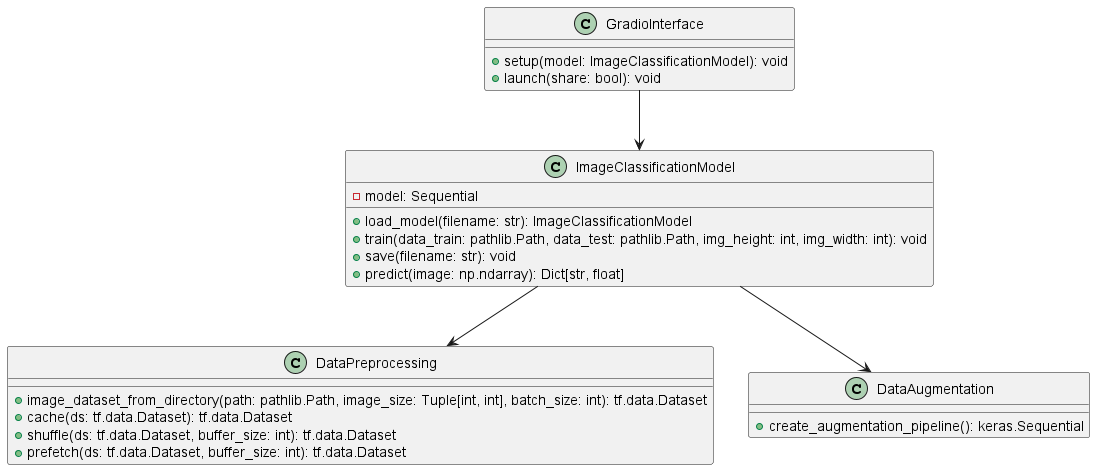 C GradioInterface
setup(model: ImageClassificationModel): void
launch(share: bool): void
C ImageClassificationModel
model: Sequential
load_model(filename: str): ImageClassificationModel
train(data_train: pathlib.Path, data_test: pathlib.Path, img_height: int, img_width: int): void
save(filename: str): void
predict(image: np.ndarray): Dict[str, float]
C DataPreprocessing
image_dataset_from_directory(path: pathlib.Path, image_size: Tuple[int, int], batch_size: int): tf.data.Dataset
cache(ds: tf.data.Dataset): tf.data.Dataset
shuffle(ds: tf.data.Dataset, buffer_size: int): tf.data.Dataset
prefetch(ds: tf.data.Dataset, buffer_size: int): tf.data.Dataset
C DataAugmentation
create_augmentation_pipeline(): keras.Sequential